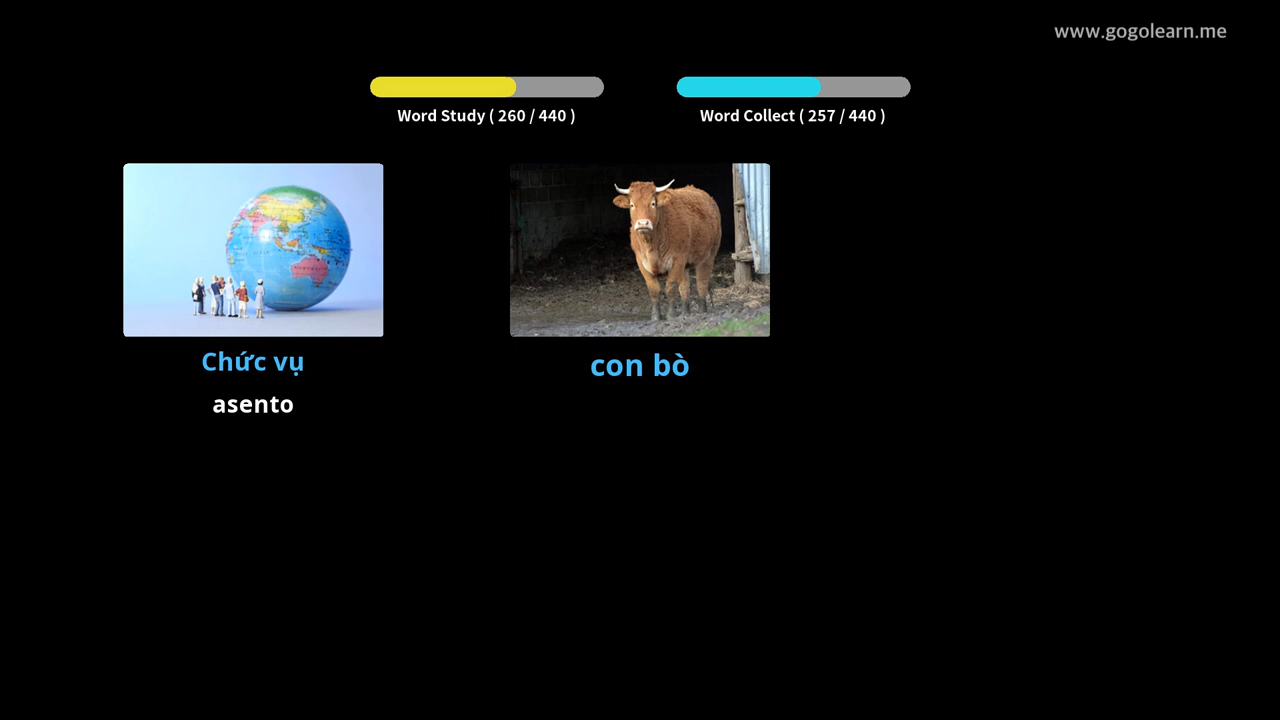 www.gogolearn.me
Word Study ( 260 / 440 )
Word Collect ( 257 / 440 )
Chức vụ
asento
con bò